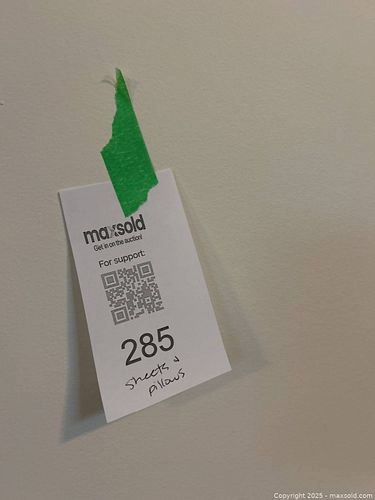 maxsold
Get in on the auction!
For support:
285
sheets &
pillows
Copyright 2025 - maxsold.com